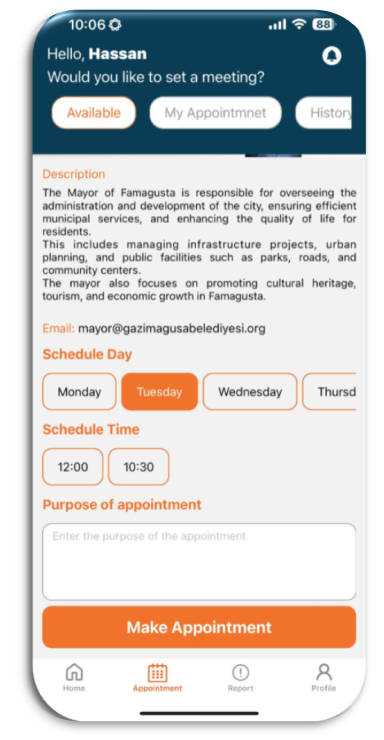 10:06
88
Hello, Hassan
Would you like to set a meeting?
Available
My Appointmnet
History
Description
The Mayor of Famagusta is responsible for overseeing the
administration and development of the city, ensuring efficient
municipal services, and enhancing the quality of life for
residents.
This includes managing infrastructure projects, urban
planning, and public facilities such as parks, roads, and
community centers.
The mayor also focuses on promoting cultural heritage,
tourism, and economic growth in Famagusta.
Email: mayor@gazimagusabelediyesi.org
Schedule Day
Monday
Tuesday
Wednesday
Thursd
Schedule Time
12:00
10:30
Purpose of appointment
Enter the purpose of the appointment
Make Appointment
Home
Appointment
Report
Profile